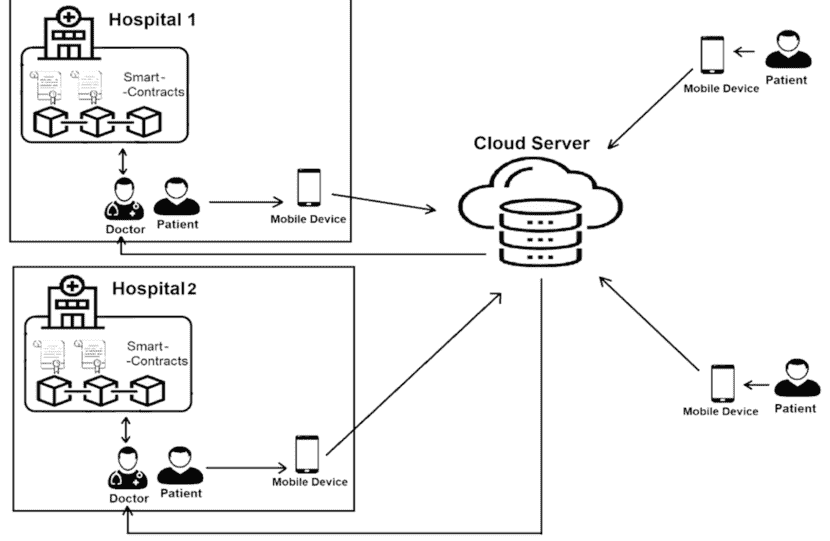 Hospital 1
Smart-
-Contracts
Doctor
Patient
Mobile Device
Cloud Server
Mobile Device
Patient
Hospital 2
Smart-
-Contracts
Doctor
Patient
Mobile Device
Mobile Device
Patient